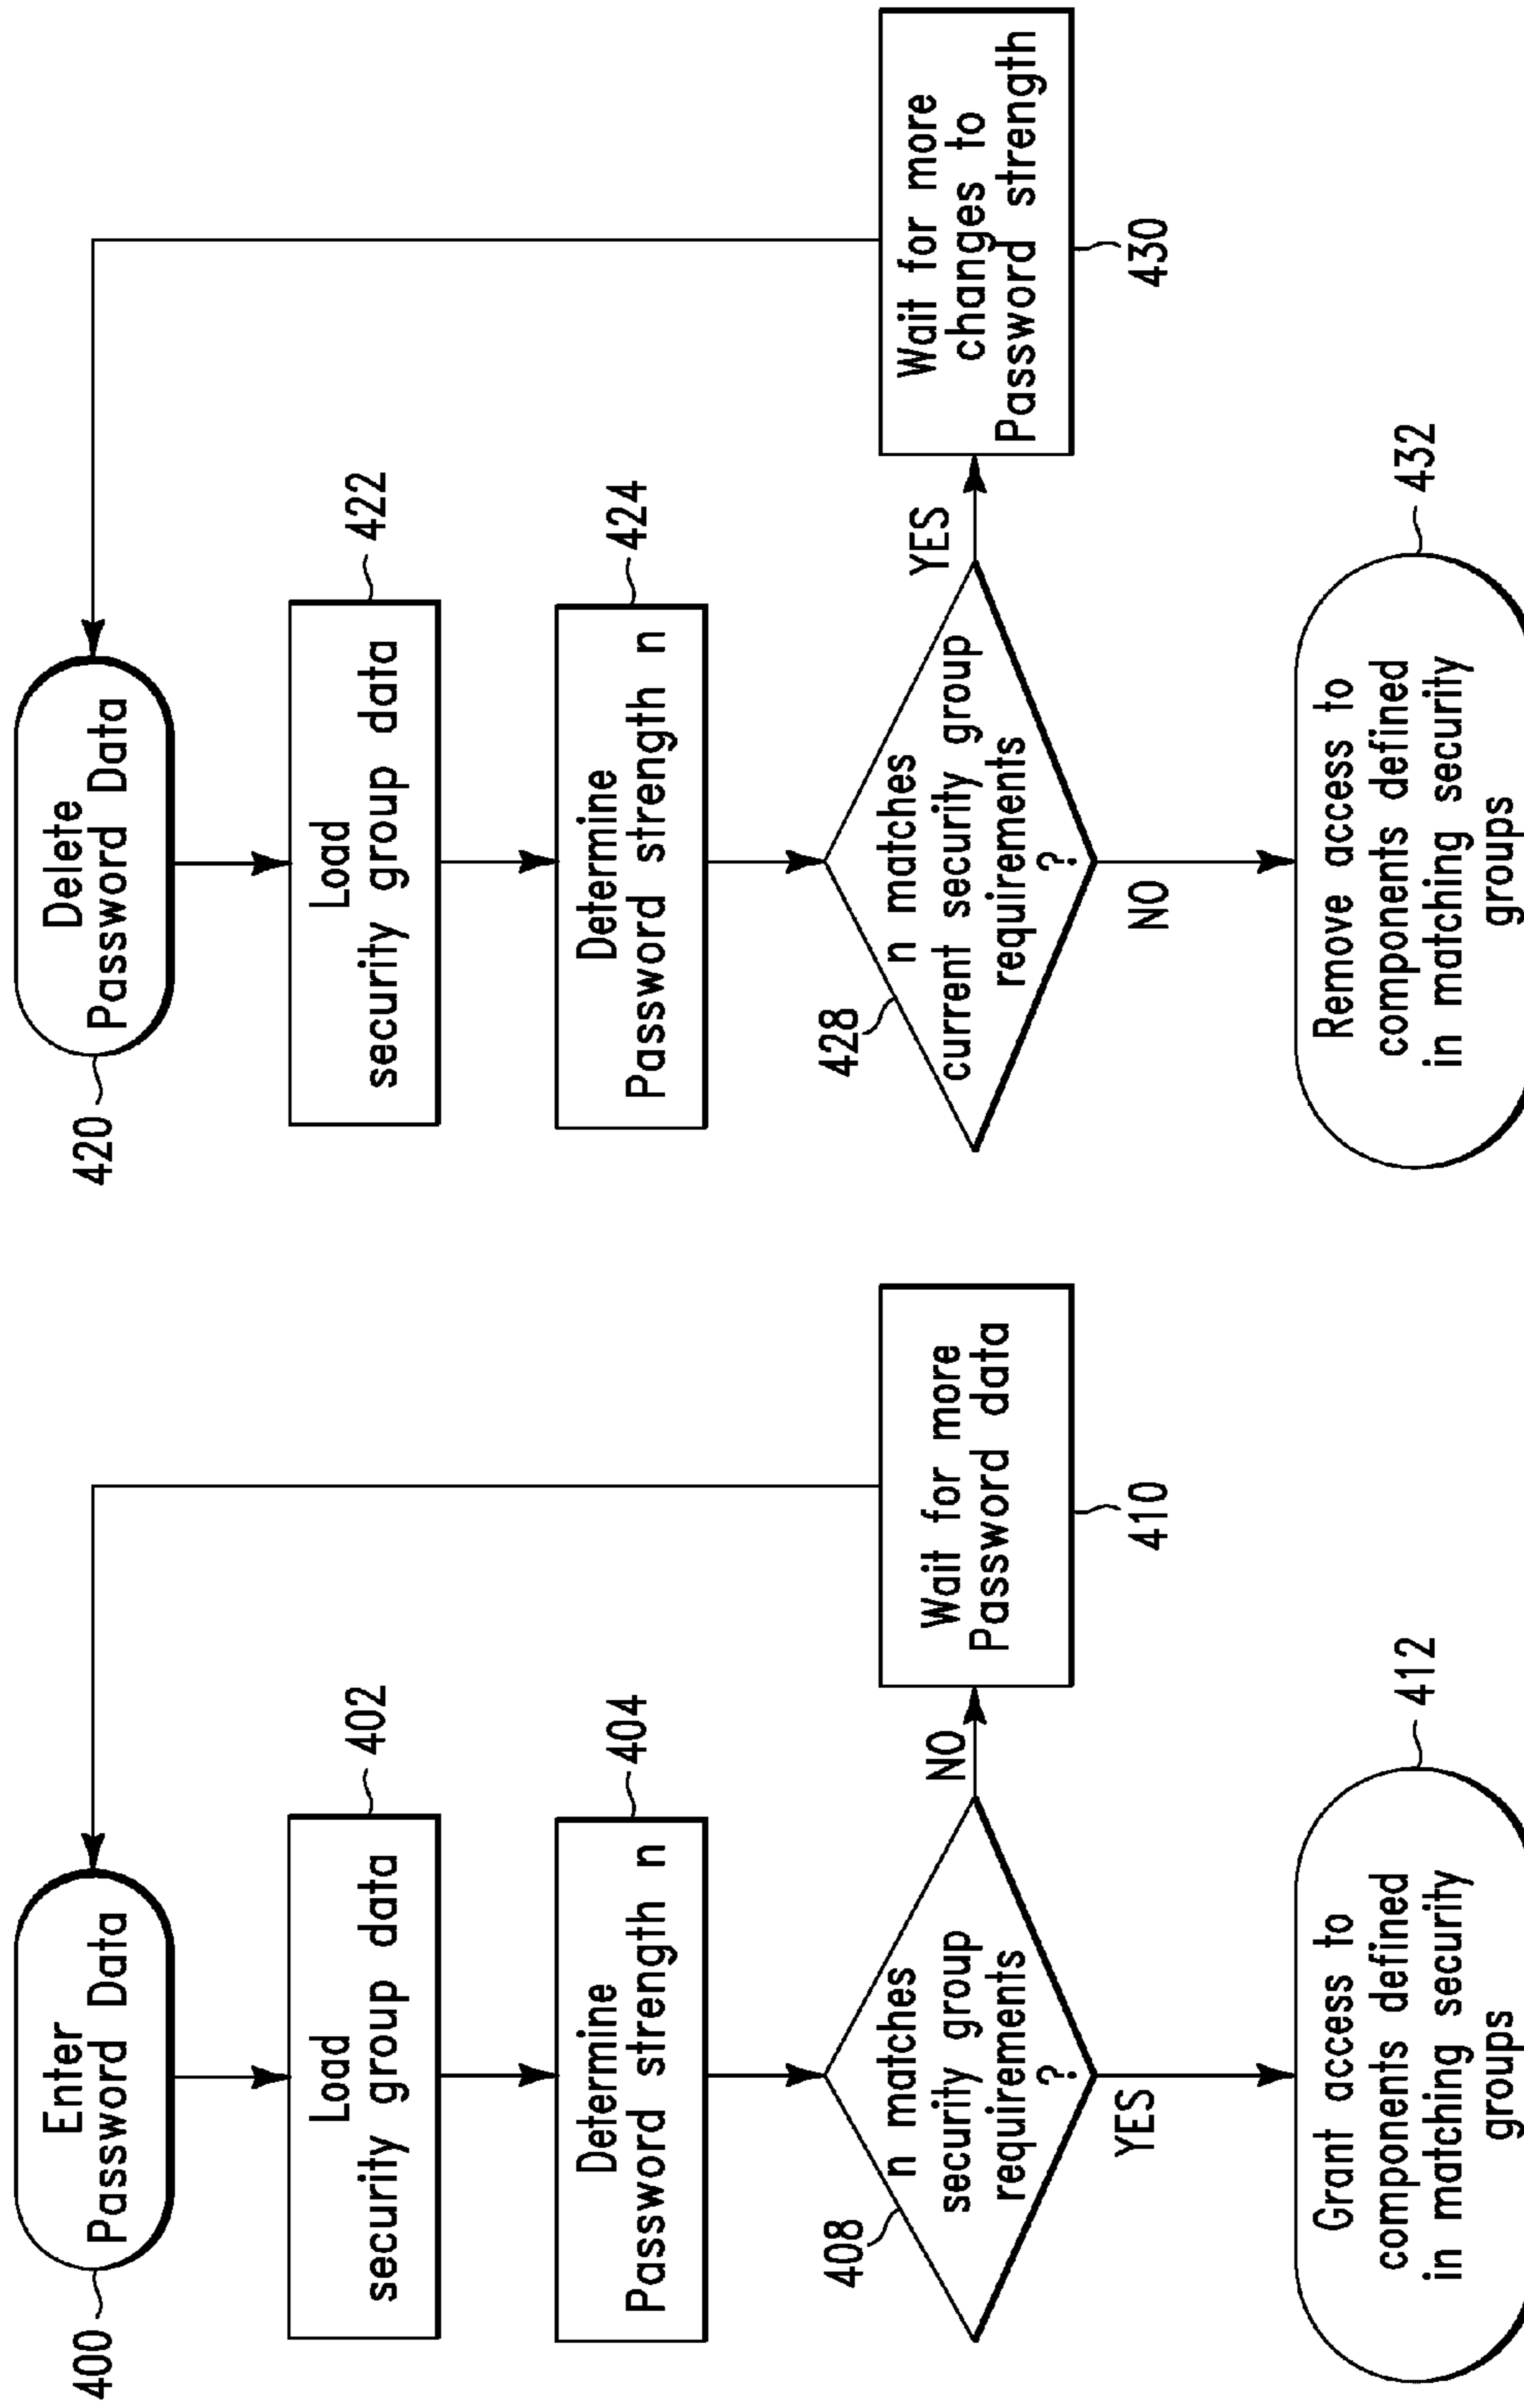 400
Enter
Password Data
Load
security group data
402
Determine
Password strength n
404
408
n matches
security group
requirements
?
NO
Wait for more
Password data
410
YES
Grant access to
components defined
in matching security
groups
412
420
Delete
Password Data
Load
security group data
422
Determine
Password strength n
424
428
n matches
current security group
requirements
?
YES
Wait for more
changes to
Password strength
430
NO
Remove access to
components defined
in matching security
groups
432